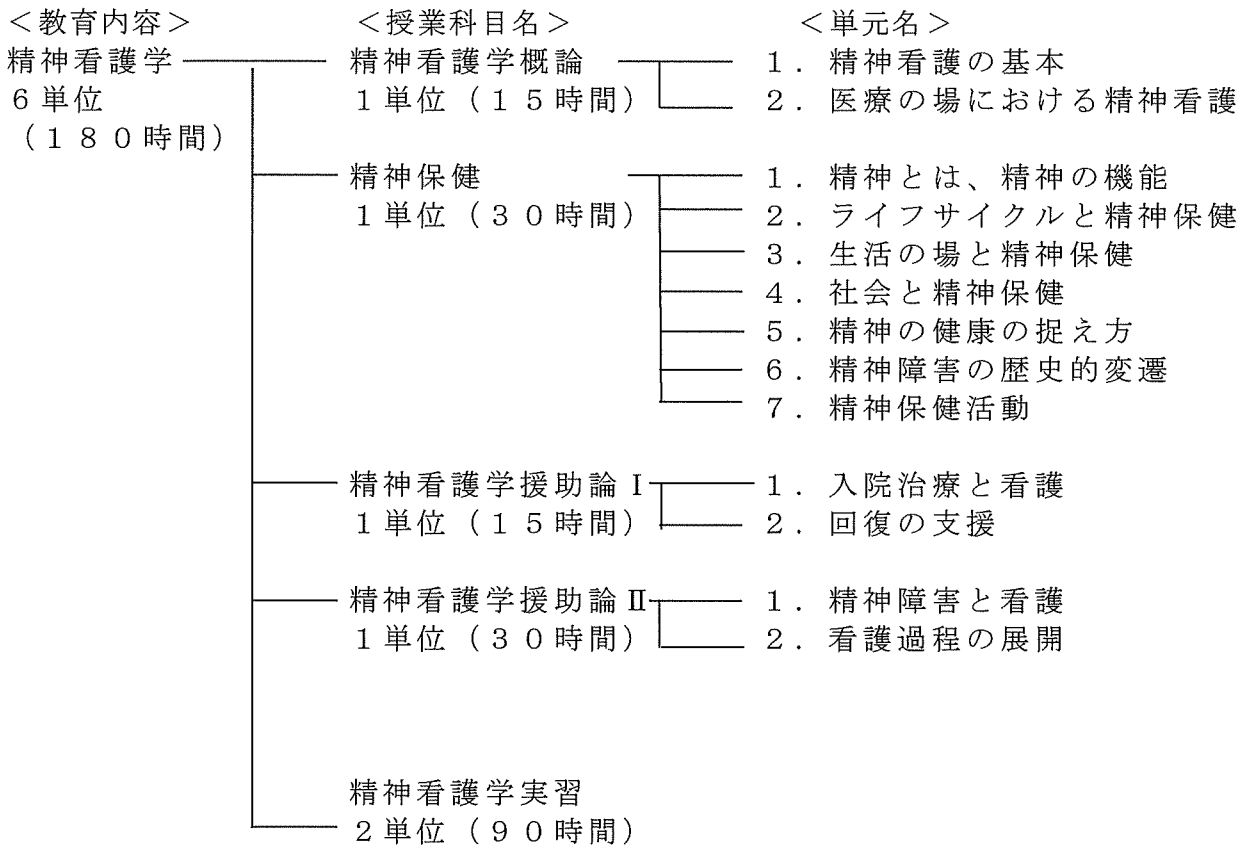 ＜教育内容＞　＜授業科目名＞　＜単元名＞
精神看護学　精神看護学概論　１．精神看護の基本
６単位　１単位（１５時間）　２．医療の場における精神看護
（１８０時間）
精神保健　１．精神とは、精神の機能
１単位（３０時間）　２．ライフサイクルと精神保健
３．生活の場と精神保健
４．社会と精神保健
５．精神の健康の捉え方
６．精神障害の歴史的変遷
７．精神保健活動
精神看護学援助論Ⅰ　１．入院治療と看護
１単位（１５時間）　２．回復の支援
精神看護学援助論Ⅱ　１．精神障害と看護
１単位（３０時間）　２．看護過程の展開
精神看護学実習
２単位（９０時間）